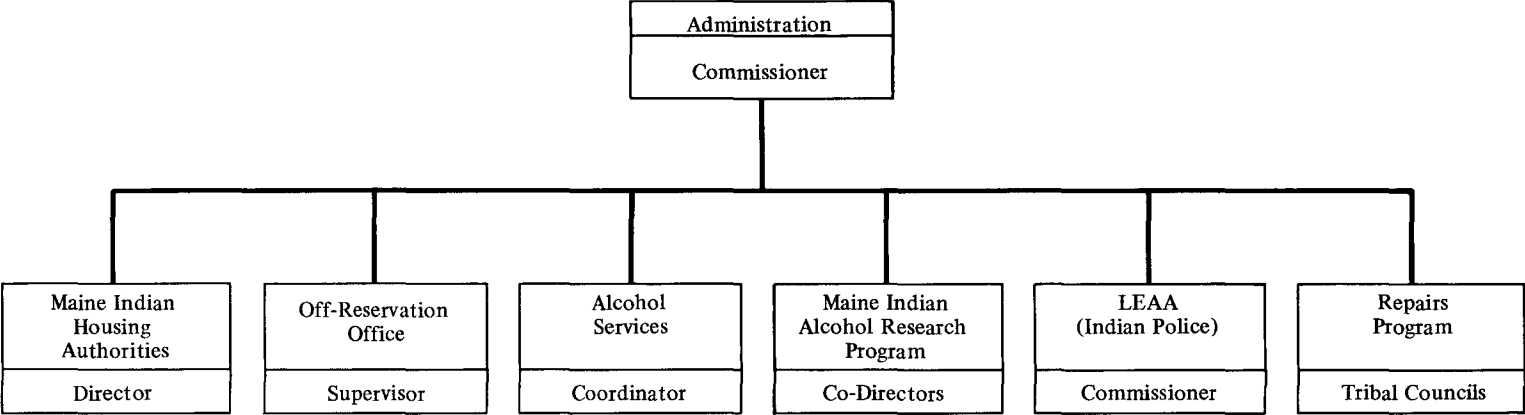 Administration
Commissioner
Maine Indian
Housing
Authorities
Director
Off-Reservation
Office
Supervisor
Alcohol
Services
Coordinator
Maine Indian
Alcohol Research
Program
Co-Directors
LEAA
(Indian Police)
Commissioner
Repairs
Program
Tribal Councils